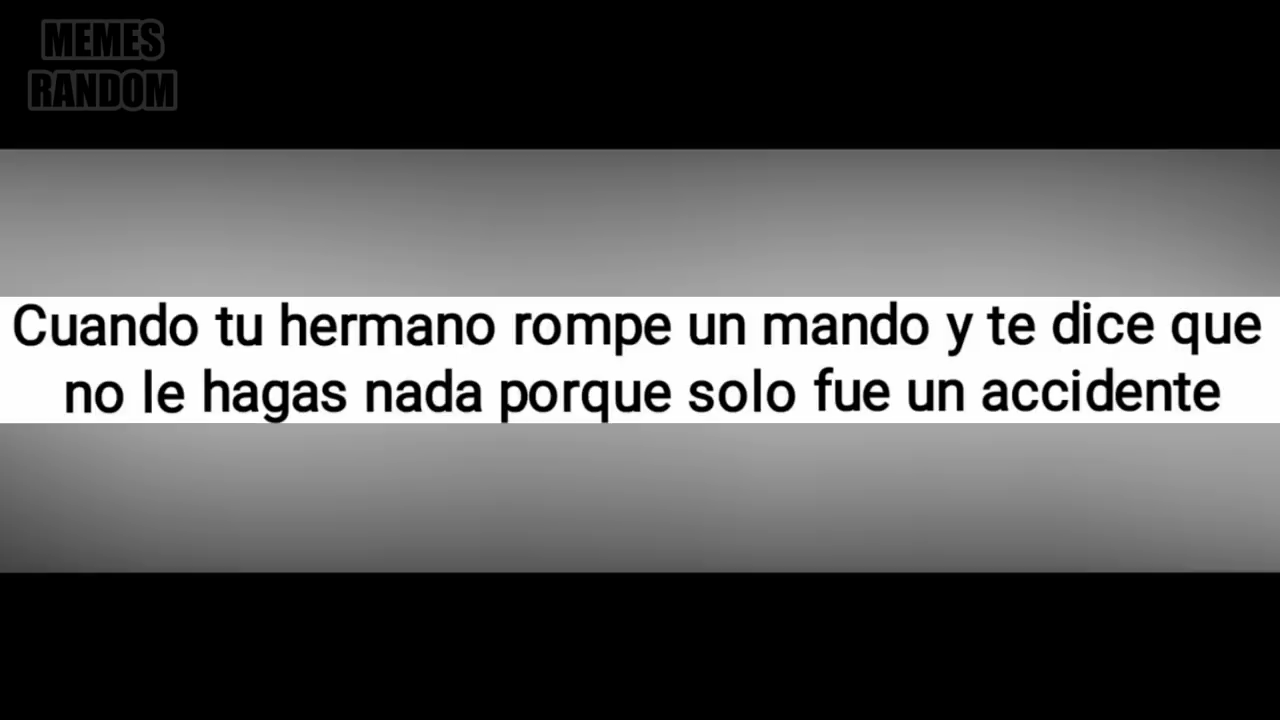 MEMES
RANDOM
Cuando tu hermano rompe un mando y te dice que
no le hagas nada porque solo fue un accidente